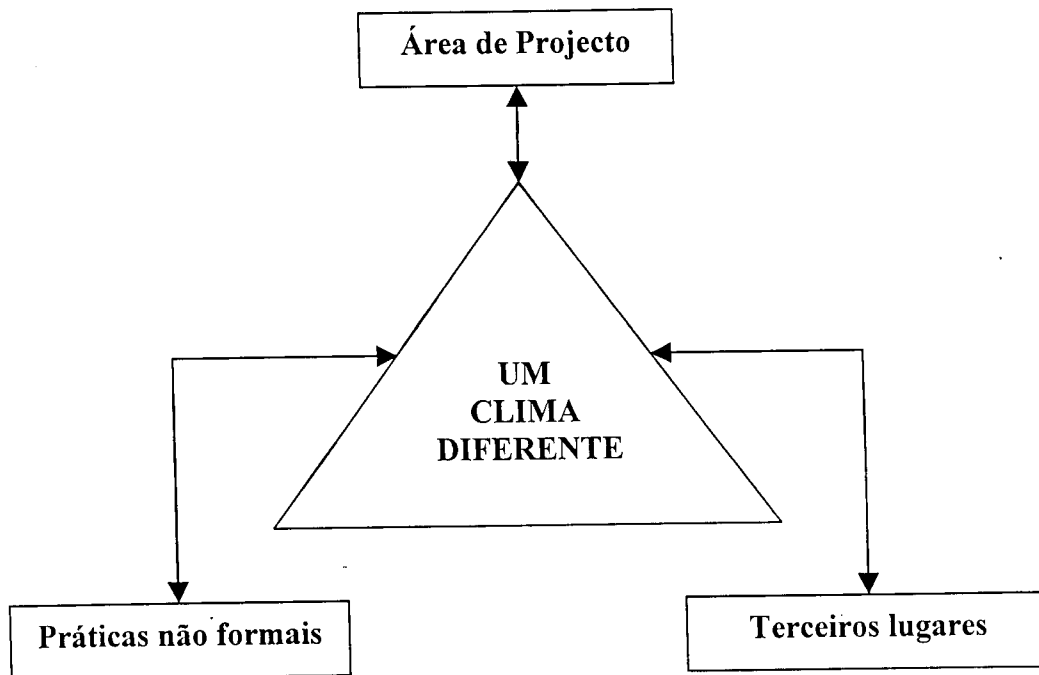 Área de Projecto
UM
CLIMA
DIFERENTE
Práticas não formais
Terceiros lugares